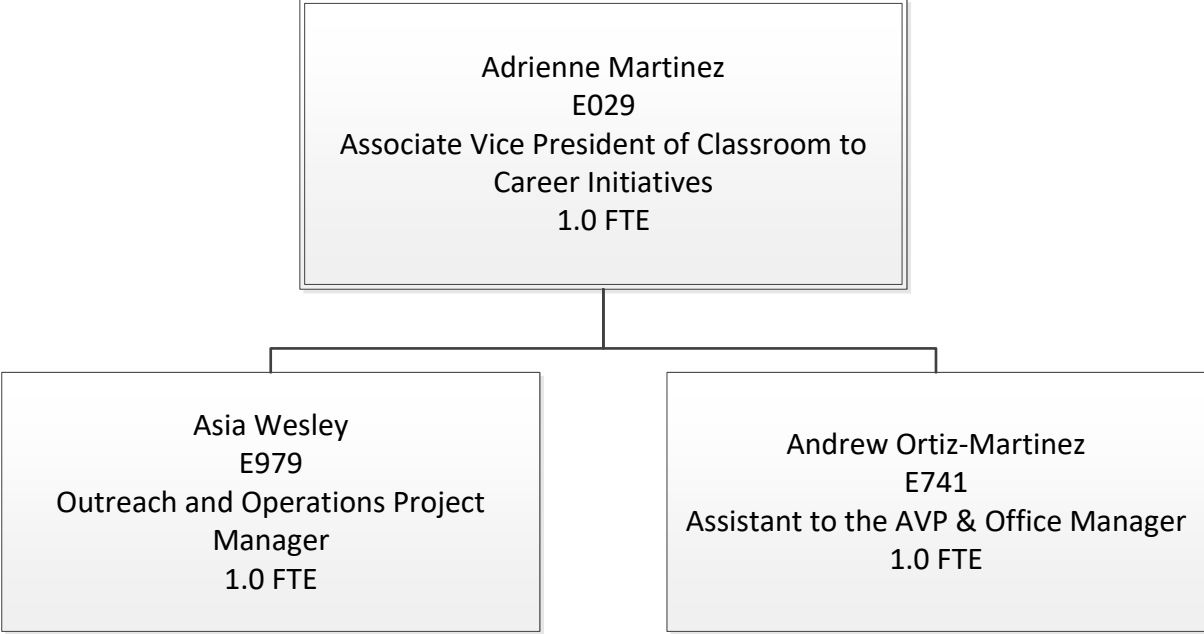 Adrienne Martinez
E029
Associate Vice President of Classroom to
Career Initiatives
1.0 FTE
Asia Wesley
E979
Outreach and Operations Project
Manager
1.0 FTE
Andrew Ortiz-Martinez
E741
Assistant to the AVP & Office Manager
1.0 FTE